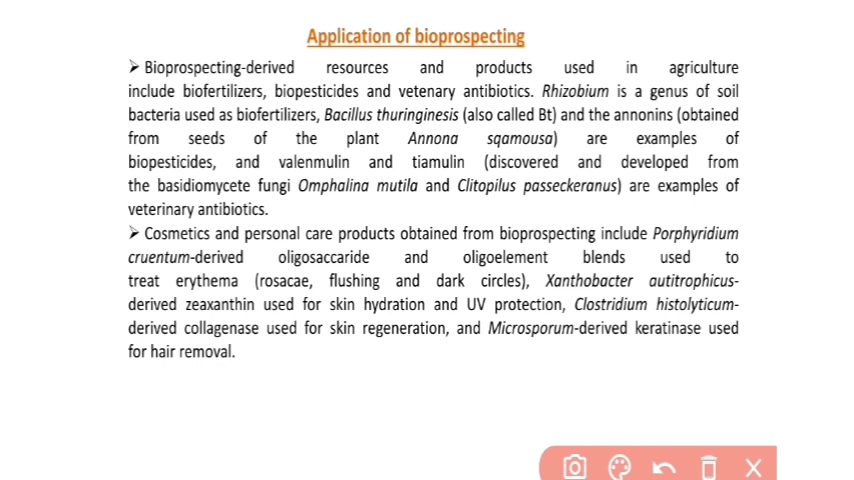 Application of bioprospecting
➢ Bioprospecting-derived resources and products used in agriculture
include biofertilizers, biopesticides and vetenary antibiotics. Rhizobium is a genus of soil
bacteria used as biofertilizers, Bacillus thuringinesis (also called Bt) and the annonins (obtained
from seeds of the plant Annona sqamousa) are examples of
biopesticides, and valenmulin and tiamulin (discovered and developed from
the basidiomycete fungi Omphalina mutila and Clitopilus passeckeranus) are examples of
veterinary antibiotics.
➢ Cosmetics and personal care products obtained from bioprospecting include Porphyridium
cruentum-derived oligosaccaride and oligoelement blends used to
treat erythema (rosacae, flushing and dark circles), Xanthobacter autitrophicus-
derived zeaxanthin used for skin hydration and UV protection, Clostridium histolyticum-
derived collagenase used for skin regeneration, and Microsporum-derived keratinase used
for hair removal.